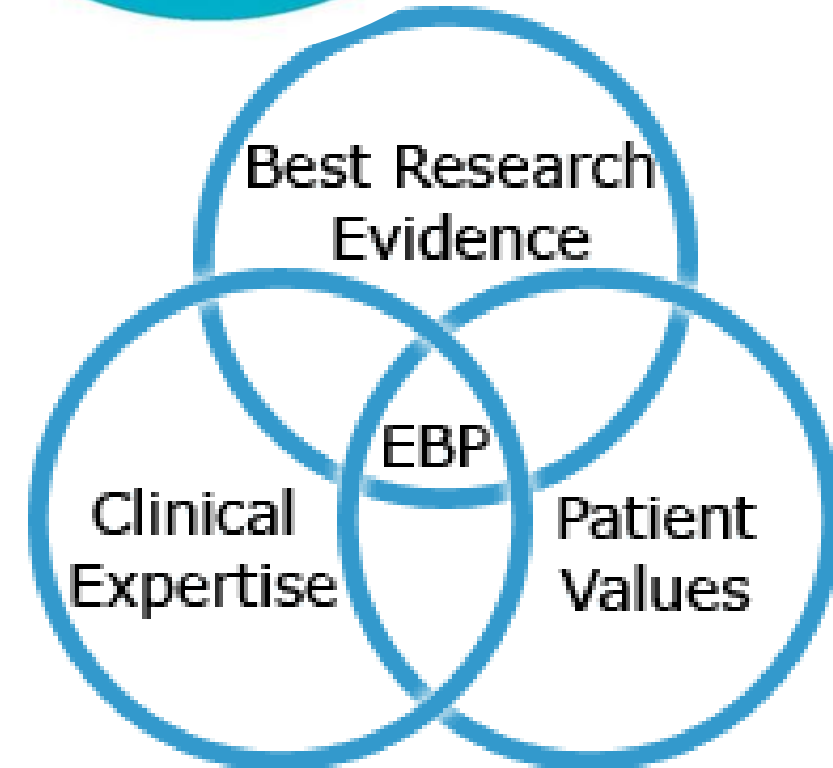 Best Research
Evidence
EBP
Clinical
Expertise
Patient
Values